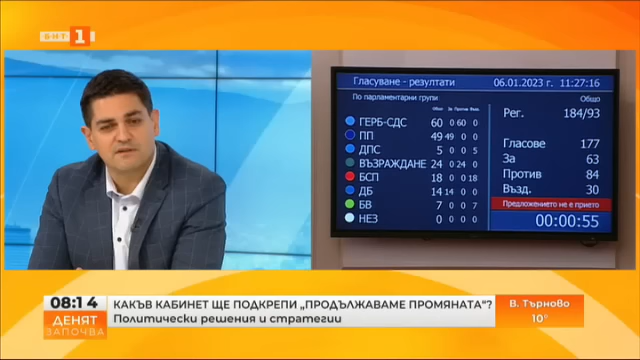 БНТ 1
Гласуване - резултати 06.01.2023 г. 11:27:16
По парламентарни групи
Общо
Общо За Против Въз.
ГЕРБ-СДС 60 0 60 0
ПП 49 49 0 0
ДПС 5 0 0 5
ВЪЗРАЖДАНЕ 24 0 24 0
БСП 18 0 0 18
ДБ 14 14 0 0
БВ 7 0 0 7
НЕЗ 0 0 0 0
Рег. 184/93
Гласове 177
За 63
Против 84
Възд. 30
Предложението не е прието
00:00:55
08:14
ДЕНЯТ
ЗАПОЧВА
КАКЪВ КАБИНЕТ ЩЕ ПОДКРЕПИ „ПРОДЪЛЖАВАМЕ ПРОМЯНАТА"?
Политически решения и стратегии
В. Търново
10°